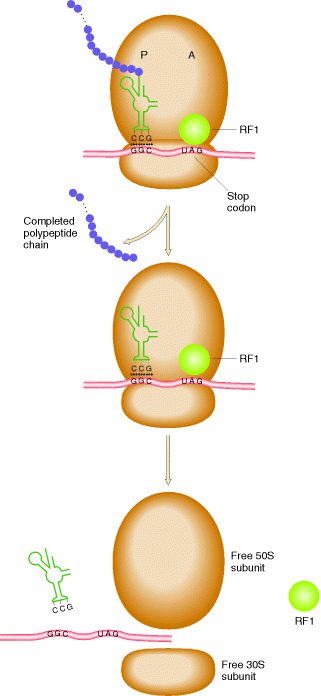 P A
RF1
CCG
GGC UAG
Stop
codon
Completed
polypeptide
chain
RF1
CCG
GGC UAG
Free 50S
subunit
CCG
RF1
GGC UAG
Free 30S
subunit